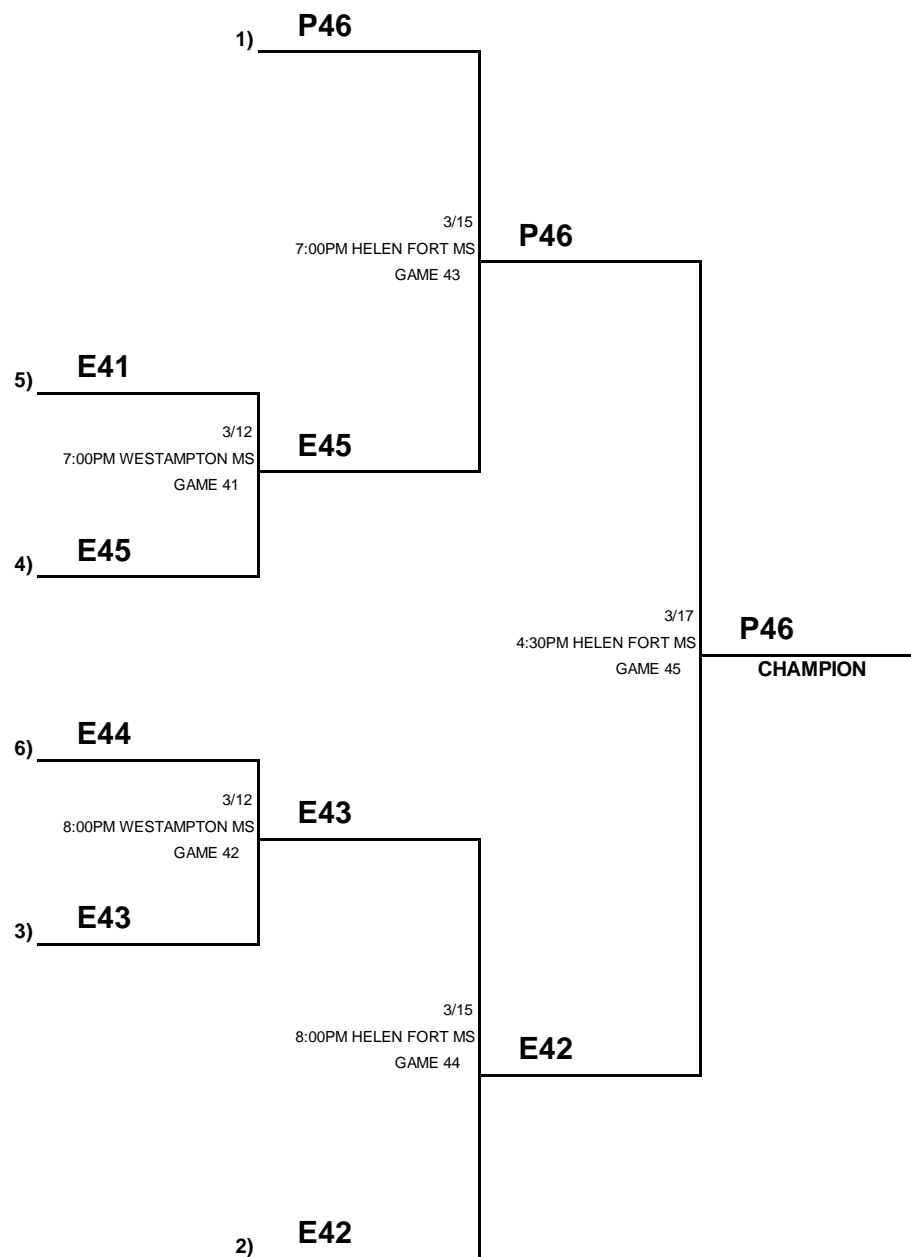 1) P46
3/15
7:00PM HELEN FORT MS
GAME 43
P46
5) E41
3/12
7:00PM WESTAMPTON MS
GAME 41
E45
4) E45
3/17
4:30PM HELEN FORT MS
GAME 45
P46
CHAMPION
6) E44
3/12
8:00PM WESTAMPTON MS
GAME 42
E43
3) E43
3/15
8:00PM HELEN FORT MS
GAME 44
E42
2) E42